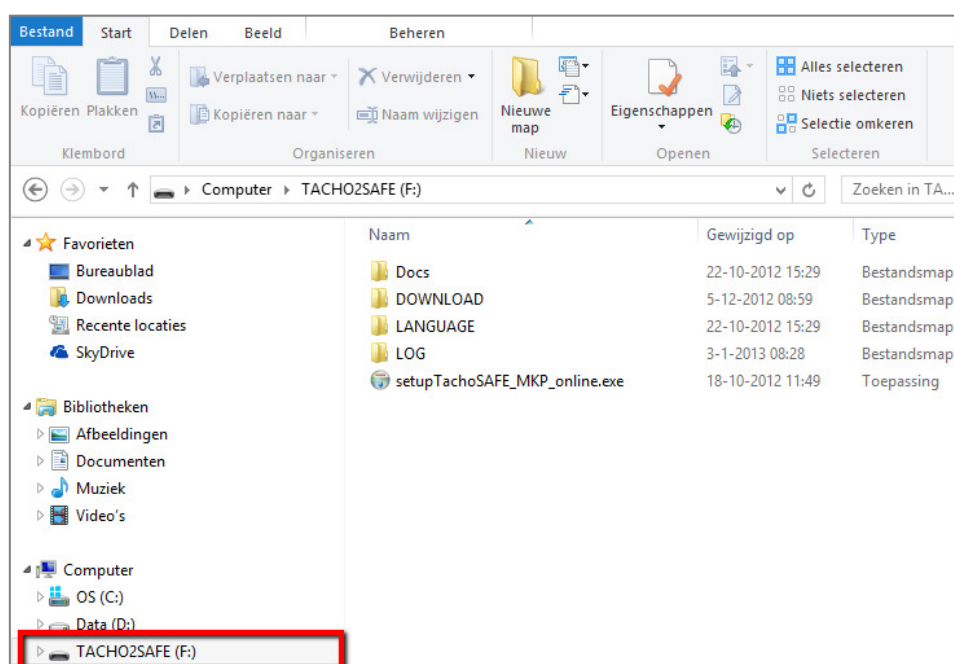 Bestand Start Delen Beeld Beheren
Verplaatsen naar Verwijderen Alles selecteren
Niets selecteren
Kopiëren Plakken Kopiëren naar Naam wijzigen Nieuwe map Eigenschappen Selectie omkeren
Klembord Organiseren Nieuw Openen Selecteren
Computer TACHO2SAFE (F:) Zoeken in TA...
Naam Gewijzigd op Type
Docs 22-10-2012 15:29 Bestandsmap
DOWNLOAD 5-12-2012 08:59 Bestandsmap
LANGUAGE 22-10-2012 15:29 Bestandsmap
LOG 3-1-2013 08:28 Bestandsmap
setupTachoSAFE_MKP_online.exe 18-10-2012 11:49 Toepassing
Favorieten
Bureaublad
Downloads
Recente locaties
SkyDrive
Bibliotheken
Afbeeldingen
Documenten
Muziek
Video's
Computer
OS (C:)
Data (D:)
TACHO2SAFE (F:)